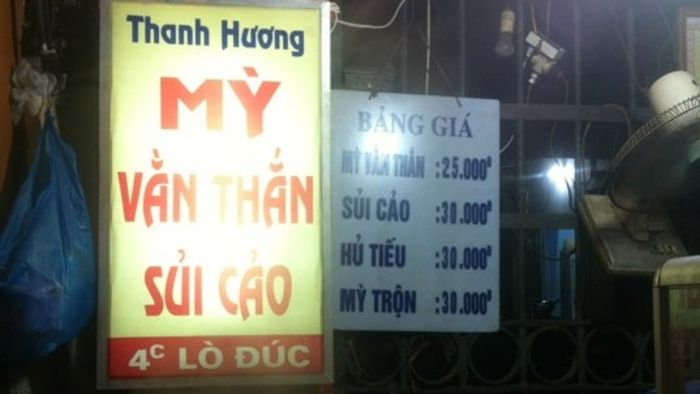 Thanh Hương
MỲ
VẰN THẮN
SỦI CẢO
4C LÒ ĐÚC
BẢNG GIÁ
MỲ VẰN THẮN :25.000đ
SỦI CẢO :30.000đ
HỦ TIẾU :30.000đ
MỲ TRỘN :30.000đ